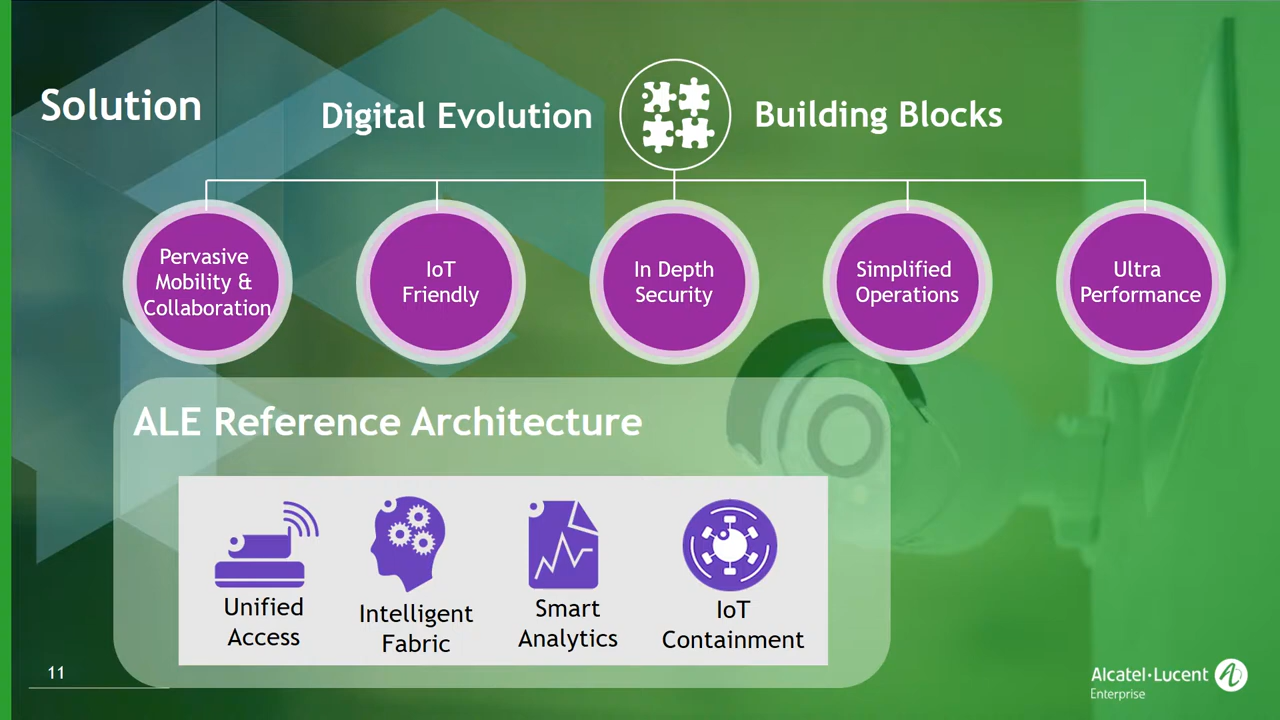 Solution
Digital Evolution
Building Blocks
Pervasive
Mobility &
Collaboration
IoT
Friendly
In Depth
Security
Simplified
Operations
Ultra
Performance
ALE Reference Architecture
Unified
Access
Intelligent
Fabric
Smart
Analytics
IoT
Containment
11
Alcatel·Lucent
Enterprise